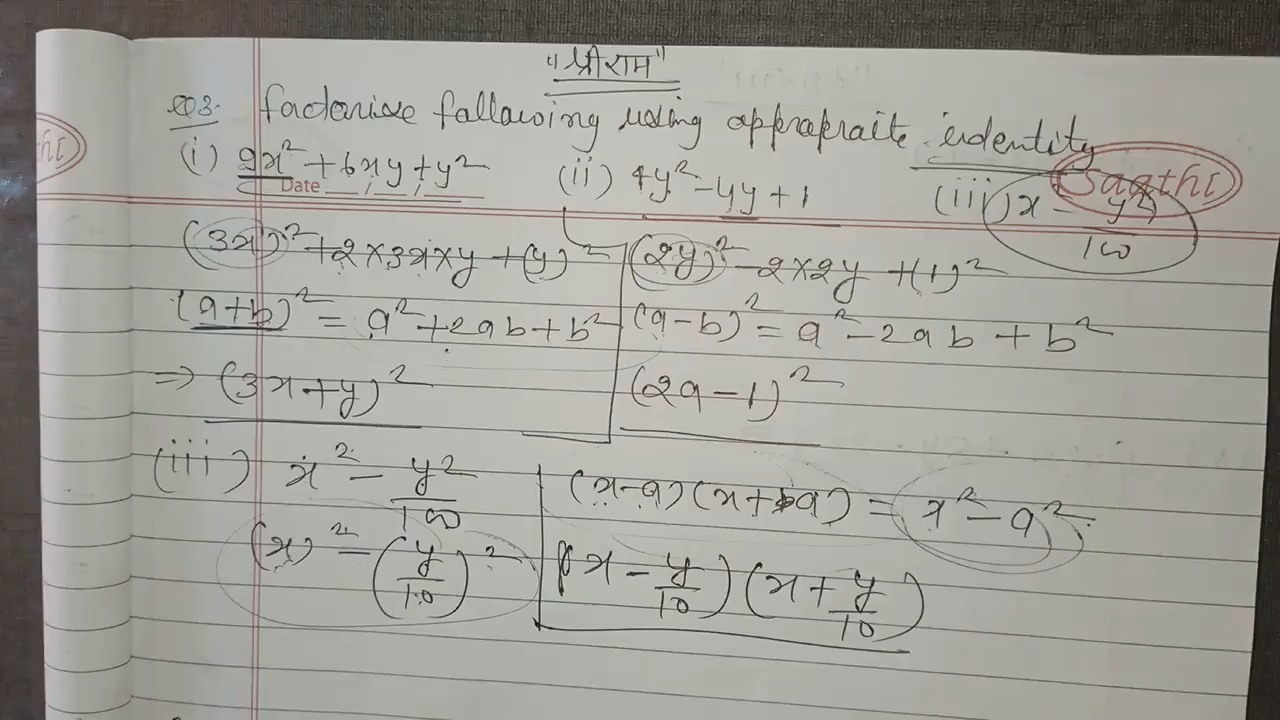 "श्रीराम"
Q3. factorise fallowing using apprapraite identity
(i) 9x² + 6xy + y² (ii) 4y² - 4y + 1 (iii) x² - y²/100
Date
Saathi
(3x)² + 2×3x×y + (y)² (2y)² - 2×2y + (1)²
(a+b)² = a² + 2ab + b² (a-b)² = a² - 2ab + b²
⇒ (3x+y)² (2a-1)²
(iii) x² - y²/100 (x-a)(x+a) = x² - a²
(x)² - (y/10)² (x - y/10)(x + y/10)